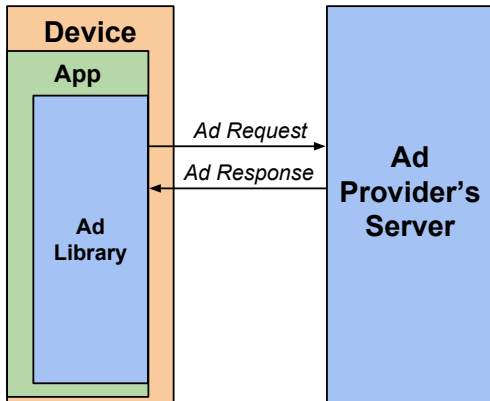 Device
App
Ad
Library
Ad Request
Ad Response
Ad
Provider's
Server